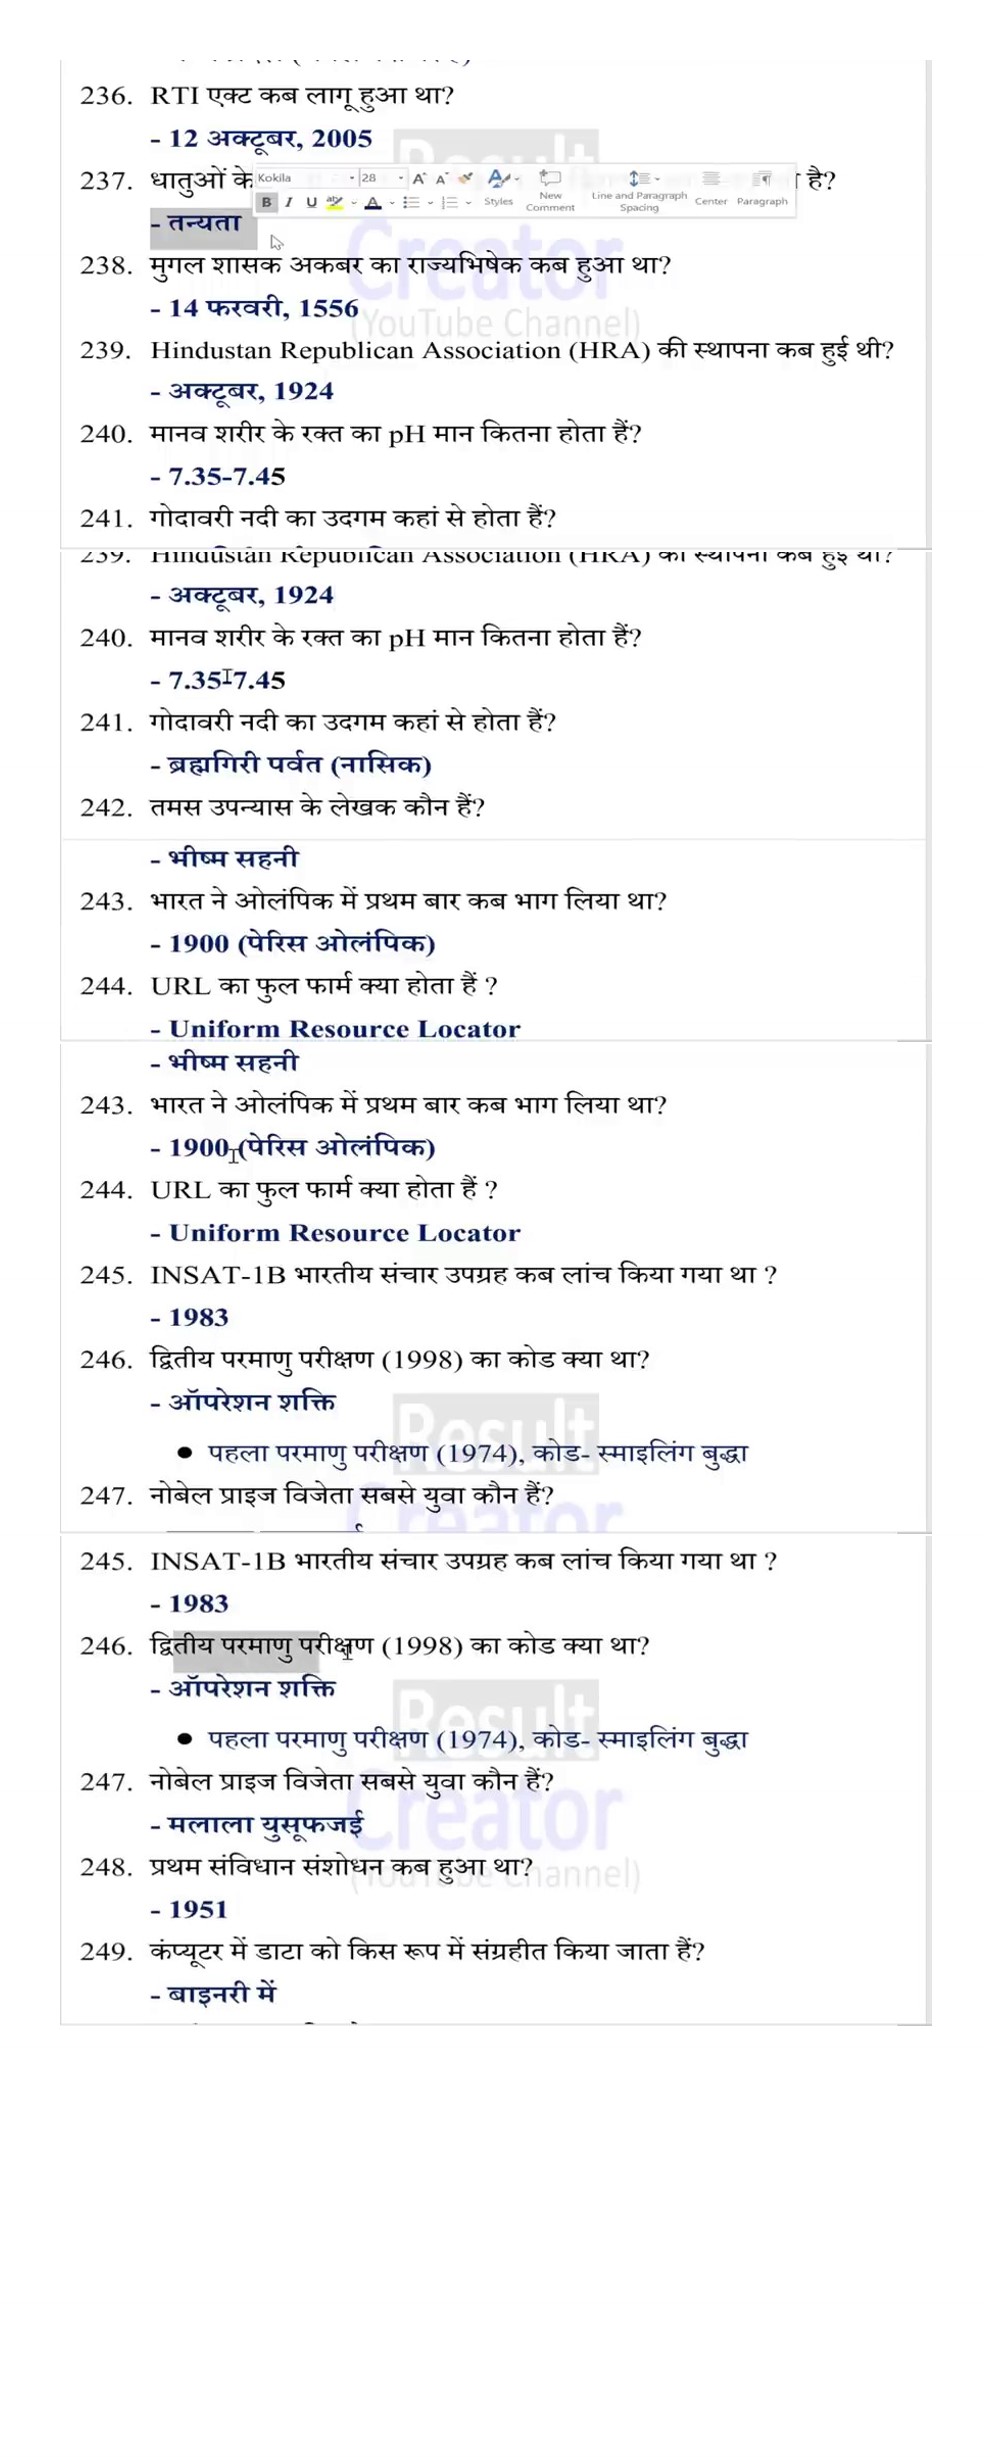 236. RTI एक्ट कब लागू हुआ था?
- 12 अक्टूबर, 2005
237. धातुओं के
है?
Kokila 28
New Comment
Styles
Line and Paragraph Spacing
Center
Paragraph
- तन्यता
238. मुगल शासक अकबर का राज्यभिषेक कब हुआ था?
- 14 फरवरी, 1556
239. Hindustan Republican Association (HRA) की स्थापना कब हुई थी?
- अक्टूबर, 1924
240. मानव शरीर के रक्त का pH मान कितना होता हैं?
- 7.35-7.45
241. गोदावरी नदी का उदगम कहां से होता हैं?
Creator
(YouTube Channel)
239. Hindustan Republican Association (HRA) की स्थापना कब हुई थी?
- अक्टूबर, 1924
240. मानव शरीर के रक्त का pH मान कितना होता हैं?
- 7.35-7.45
241. गोदावरी नदी का उदगम कहां से होता हैं?
- ब्रह्मगिरी पर्वत (नासिक)
242. तमस उपन्यास के लेखक कौन हैं?
- भीष्म सहनी
243. भारत ने ओलंपिक में प्रथम बार कब भाग लिया था?
- 1900 (पेरिस ओलंपिक)
244. URL का फुल फार्म क्या होता हैं ?
- Uniform Resource Locator
- भीष्म सहनी
243. भारत ने ओलंपिक में प्रथम बार कब भाग लिया था?
- 1900 (पेरिस ओलंपिक)
244. URL का फुल फार्म क्या होता हैं ?
- Uniform Resource Locator
245. INSAT-1B भारतीय संचार उपग्रह कब लांच किया गया था ?
- 1983
246. द्वितीय परमाणु परीक्षण (1998) का कोड क्या था?
- ऑपरेशन शक्ति
● पहला परमाणु परीक्षण (1974), कोड- स्माइलिंग बुद्धा
247. नोबेल प्राइज विजेता सबसे युवा कौन हैं?
Result
Creator
245. INSAT-1B भारतीय संचार उपग्रह कब लांच किया गया था ?
- 1983
246. द्वितीय परमाणु परीक्षण (1998) का कोड क्या था?
- ऑपरेशन शक्ति
● पहला परमाणु परीक्षण (1974), कोड- स्माइलिंग बुद्धा
247. नोबेल प्राइज विजेता सबसे युवा कौन हैं?
- मलाला युसूफजई
248. प्रथम संविधान संशोधन कब हुआ था?
- 1951
249. कंप्यूटर में डाटा को किस रूप में संग्रहीत किया जाता हैं?
- बाइनरी में
Result
Creator
(YouTube Channel)